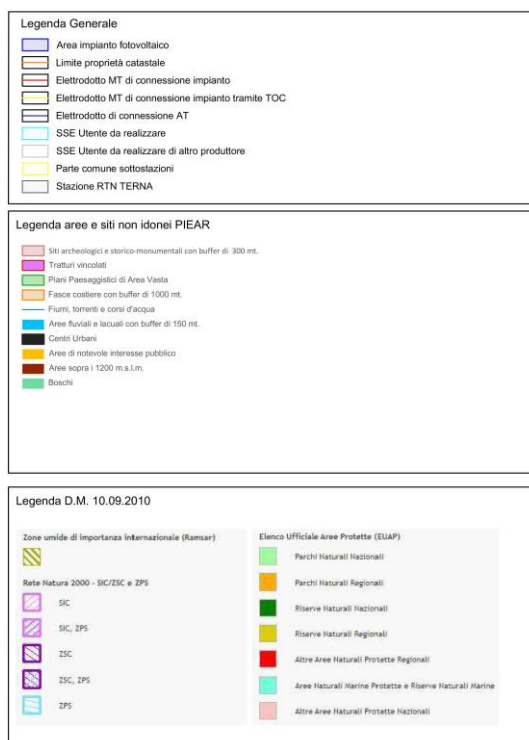 Legenda Generale
Area impianto fotovoltaico
Limite proprietà catastale
Elettrodotto MT di connessione impianto
Elettrodotto MT di connessione impianto tramite TOC
Elettrodotto di connessione AT
SSE Utente da realizzare
SSE Utente da realizzare di altro produttore
Parte comune sottostazioni
Stazione RTN TERNA
Legenda aree e siti non idonei PIEAR
Siti archeologici e storico-monumentali con buffer di 300 mt.
Tratturi vincolati
Piani Paesaggistici di Area Vasta
Fasce costiere con buffer di 1000 mt.
Fiumi, torrenti e corsi d'acqua
Aree fluviali e lacuali con buffer di 150 mt.
Centri Urbani
Aree di notevole interesse pubblico
Aree sopra i 1200 m.s.l.m.
Boschi
Legenda D.M. 10.09.2010
Zone umide di importanza internazionale (Ramsar)
Rete Natura 2000 - SIC/ZSC e ZPS
SIC
SIC, ZPS
ZSC
ZSC, ZPS
ZPS
Elenco Ufficiale Aree Protette (EUAP)
Parchi Naturali Nazionali
Parchi Naturali Regionali
Riserve Naturali Nazionali
Riserve Naturali Regionali
Altre Aree Naturali Protette Regionali
Aree Naturali Marine Protette e Riserve Naturali Marine
Altre Aree Naturali Protette Nazionali